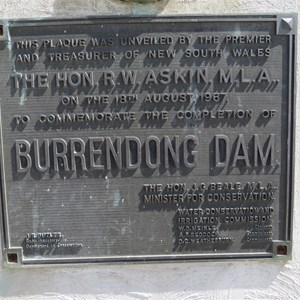 THIS PLAQUE WAS UNVEILED BY THE PREMIER
AND TREASURER OF NEW SOUTH WALES
THE HON. R.W. ASKIN, M.L.A.,
ON THE 18TH AUGUST 1967
TO COMMEMORATE THE COMPLETION OF
BURRENDONG DAM
THE HON. J.G. BEALE, M.L.A.
MINISTER FOR CONSERVATION
WATER CONSERVATION AND
IRRIGATION COMMISSION